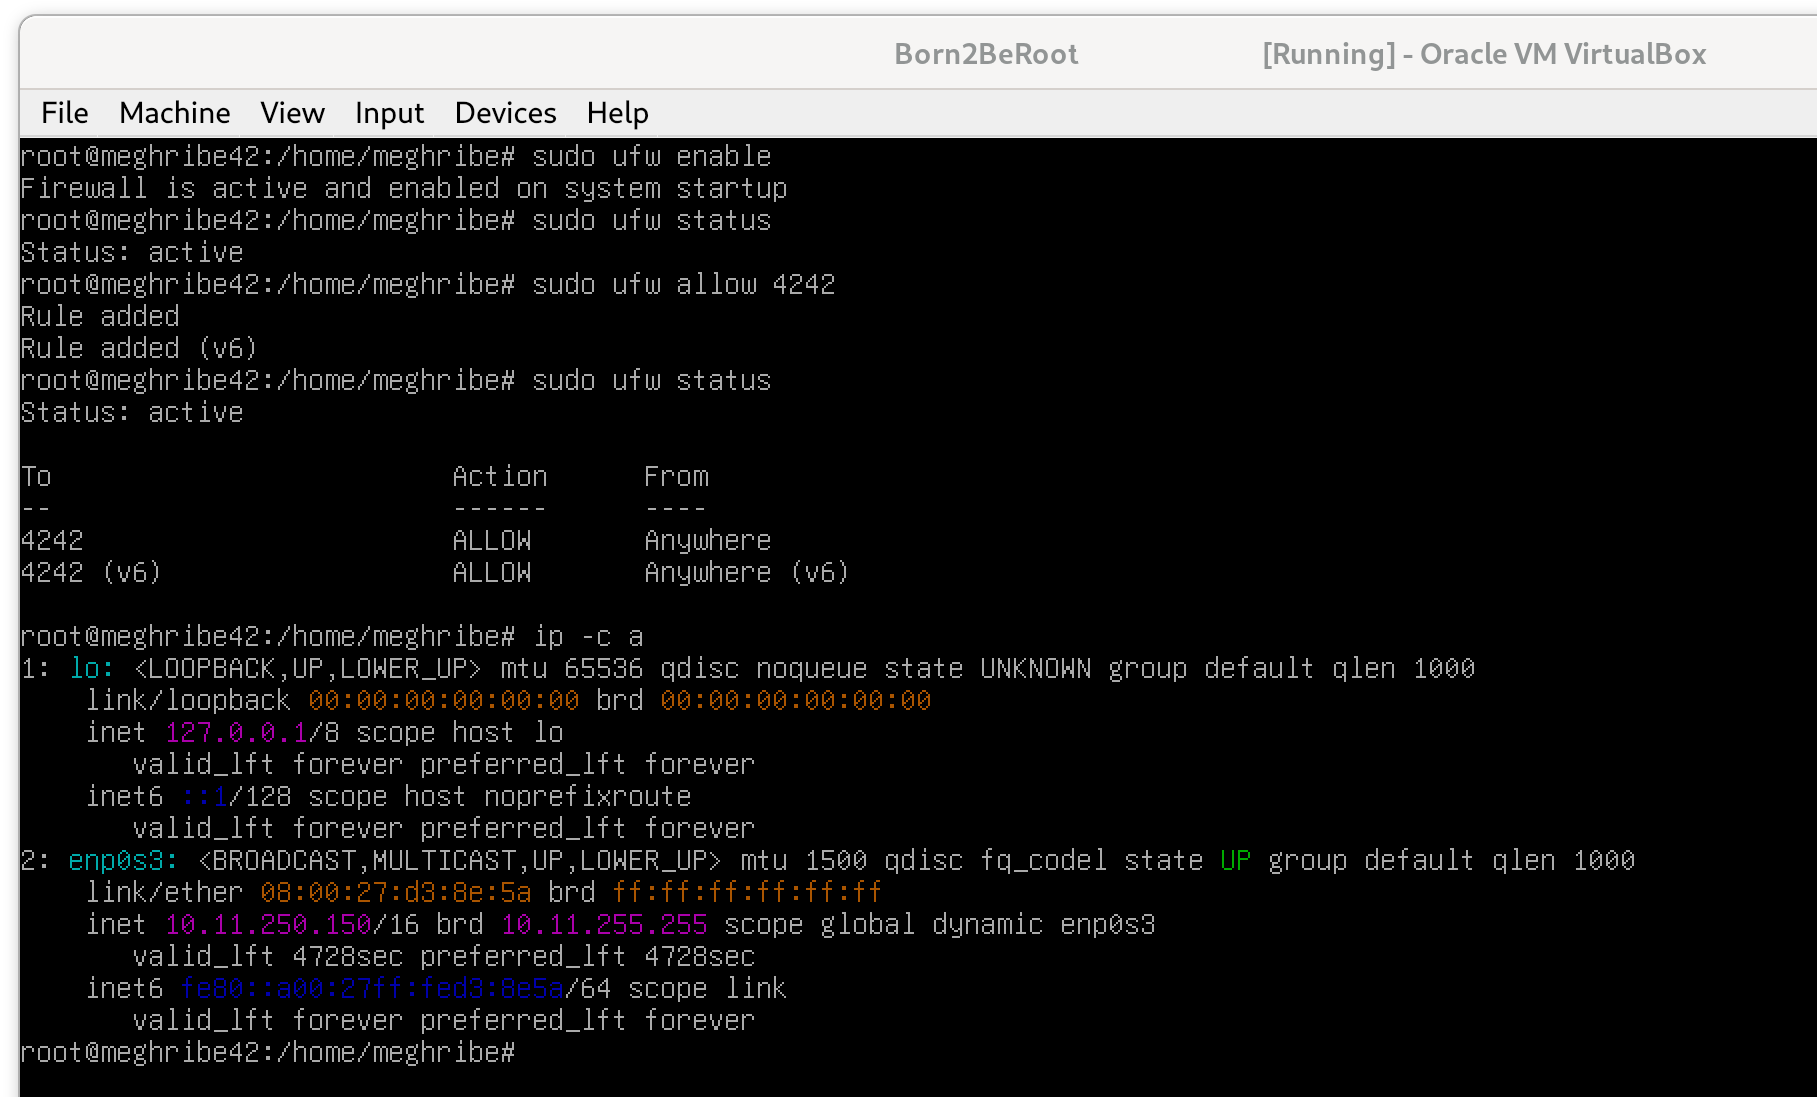 Born2BeRoot [Running] - Oracle VM VirtualBox
File Machine View Input Devices Help
root@meghribe42:/home/meghribe# sudo ufw enable
Firewall is active and enabled on system startup
root@meghribe42:/home/meghribe# sudo ufw status
Status: active
root@meghribe42:/home/meghribe# sudo ufw allow 4242
Rule added
Rule added (v6)
root@meghribe42:/home/meghribe# sudo ufw status
Status: active
To Action From
-- ------ ----
4242 ALLOW Anywhere
4242 (v6) ALLOW Anywhere (v6)
root@meghribe42:/home/meghribe# ip -c a
1: lo: <LOOPBACK,UP,LOWER_UP> mtu 65536 qdisc noqueue state UNKNOWN group default qlen 1000
link/loopback 00:00:00:00:00:00 brd 00:00:00:00:00:00
inet 127.0.0.1/8 scope host lo
valid_lft forever preferred_lft forever
inet6 ::1/128 scope host noprefixroute
valid_lft forever preferred_lft forever
2: enp0s3: <BROADCAST,MULTICAST,UP,LOWER_UP> mtu 1500 qdisc fq_codel state UP group default qlen 1000
link/ether 08:00:27:d3:8e:5a brd ff:ff:ff:ff:ff:ff
inet 10.11.250.150/16 brd 10.11.255.255 scope global dynamic enp0s3
valid_lft 4728sec preferred_lft 4728sec
inet6 fe80::a00:27ff:fed3:8e5a/64 scope link
valid_lft forever preferred_lft forever
root@meghribe42:/home/meghribe#